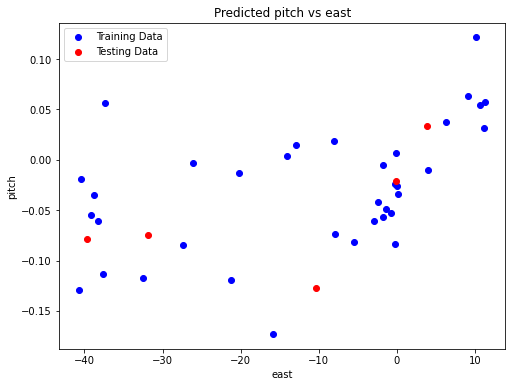 Predicted pitch vs east
Training Data
Testing Data
0.10
0.05
0.00
−0.05
−0.10
−0.15
pitch
−40
−30
−20
−10
0
10
east